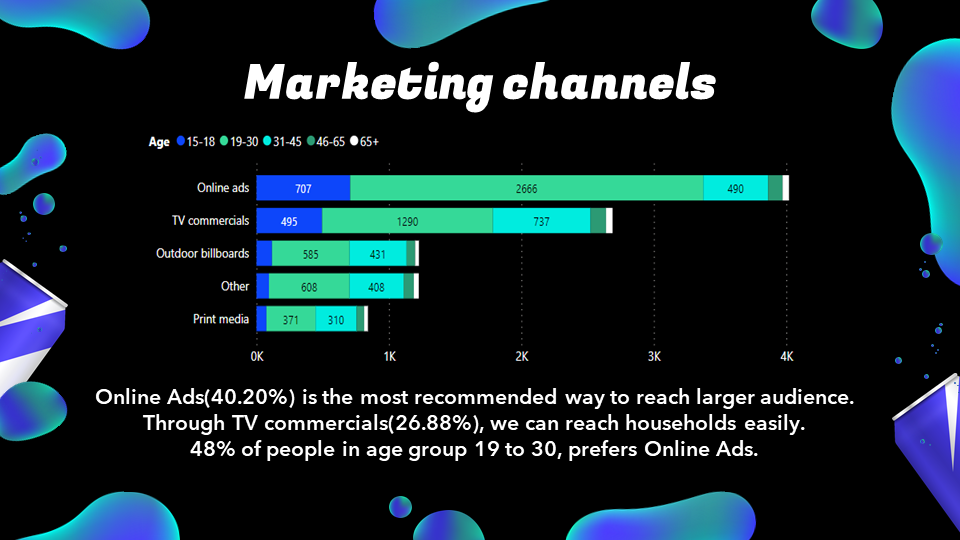 Marketing channels
Age 15-18 19-30 31-45 46-65 65+
Online ads 707 2666 490
TV commercials 495 1290 737
Outdoor billboards 585 431
Other 608 408
Print media 371 310
0K 1K 2K 3K 4K
Online Ads(40.20%) is the most recommended way to reach larger audience.
Through TV commercials(26.88%), we can reach households easily.
48% of people in age group 19 to 30, prefers Online Ads.